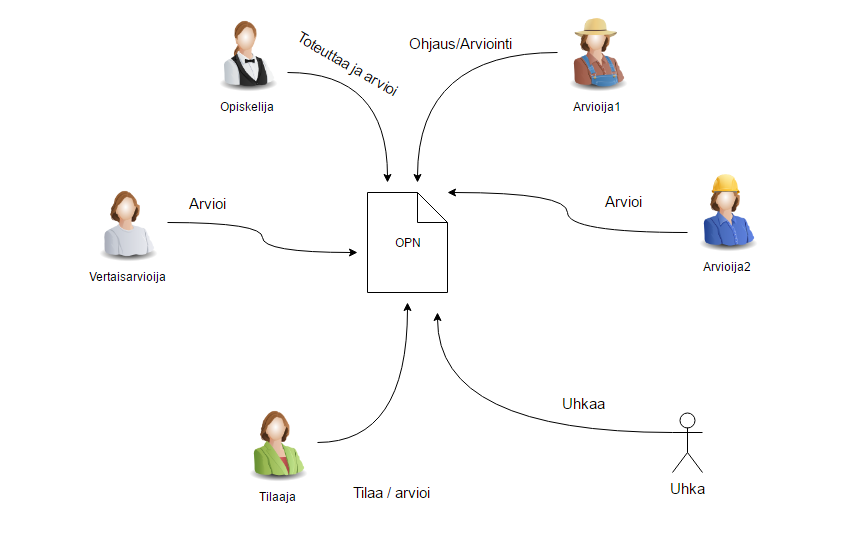 Toteuttaa ja arvioi
Ohjaus/Arviointi
Opiskelija
Arvioija1
Arvioi
Arvioi
OPN
Vertaisarvioija
Arvioija2
Uhkaa
Tilaaja
Tilaa / arvioi
Uhka